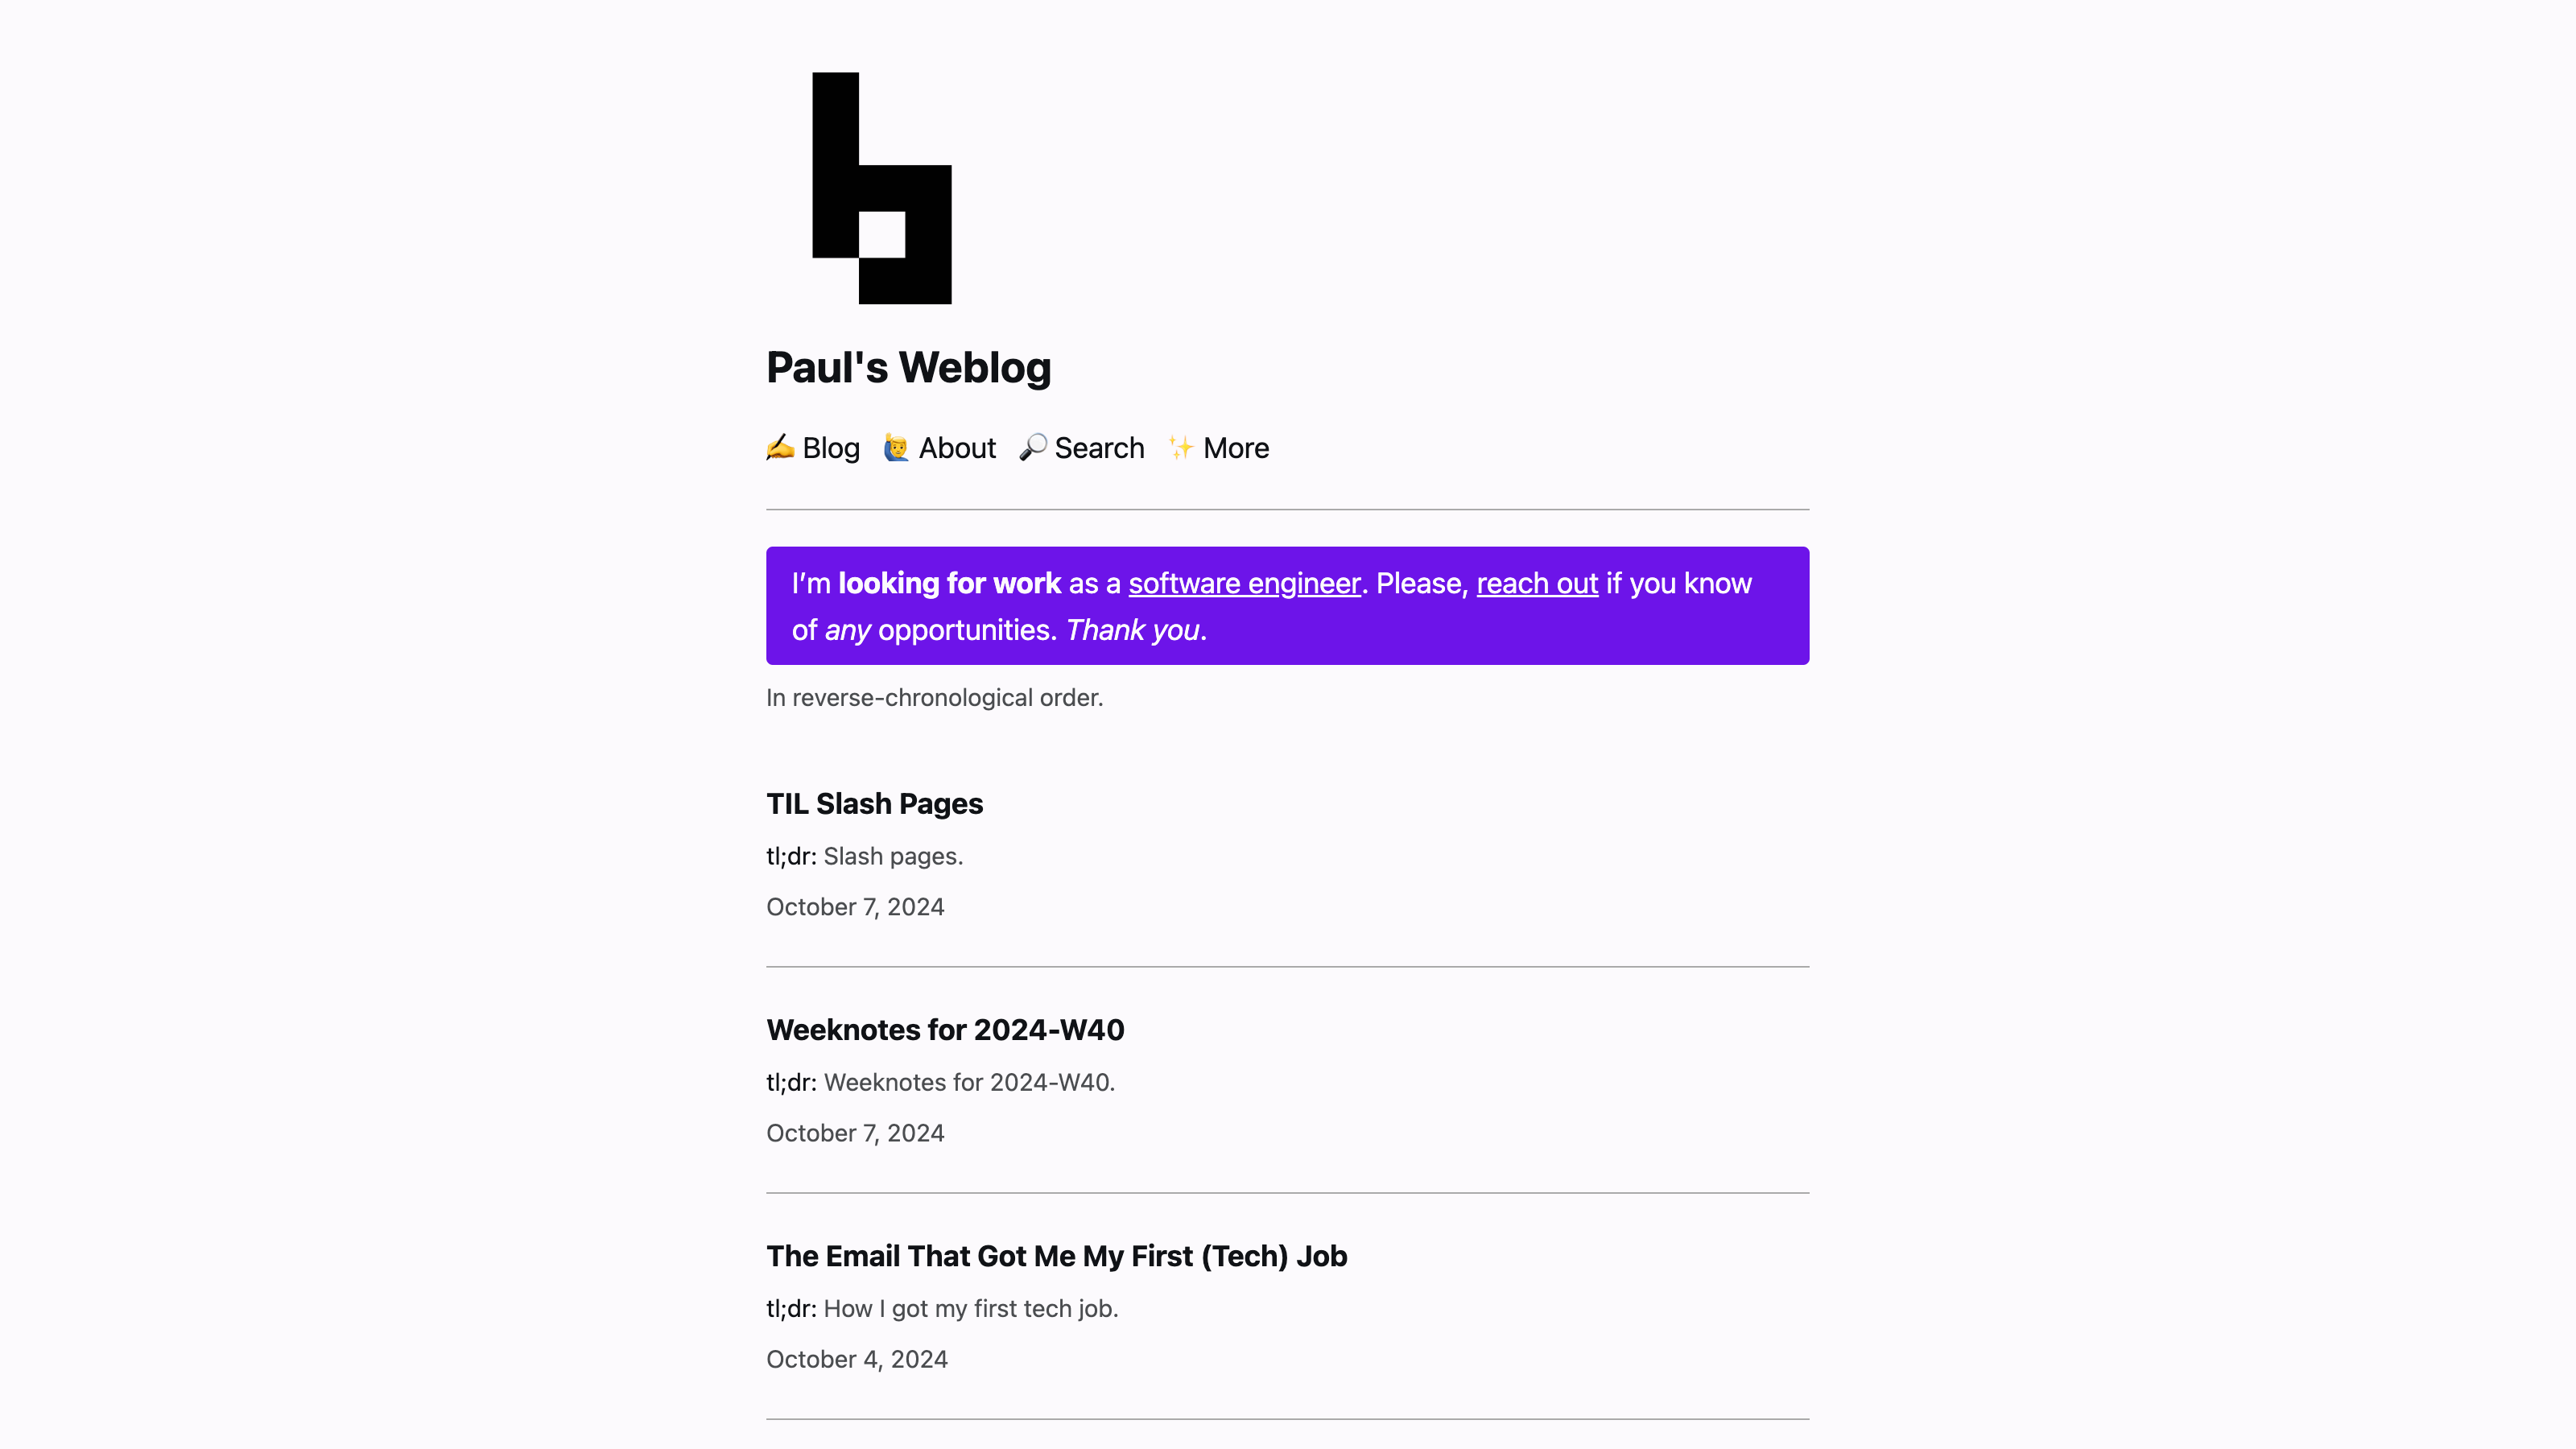 Paul's Weblog
✍️ Blog 🙋‍♂️ About 🔎 Search ✨ More
I’m looking for work as a software engineer. Please, reach out if you know
of any opportunities. Thank you.
In reverse-chronological order.
TIL Slash Pages
tl;dr: Slash pages.
October 7, 2024
Weeknotes for 2024-W40
tl;dr: Weeknotes for 2024-W40.
October 7, 2024
The Email That Got Me My First (Tech) Job
tl;dr: How I got my first tech job.
October 4, 2024